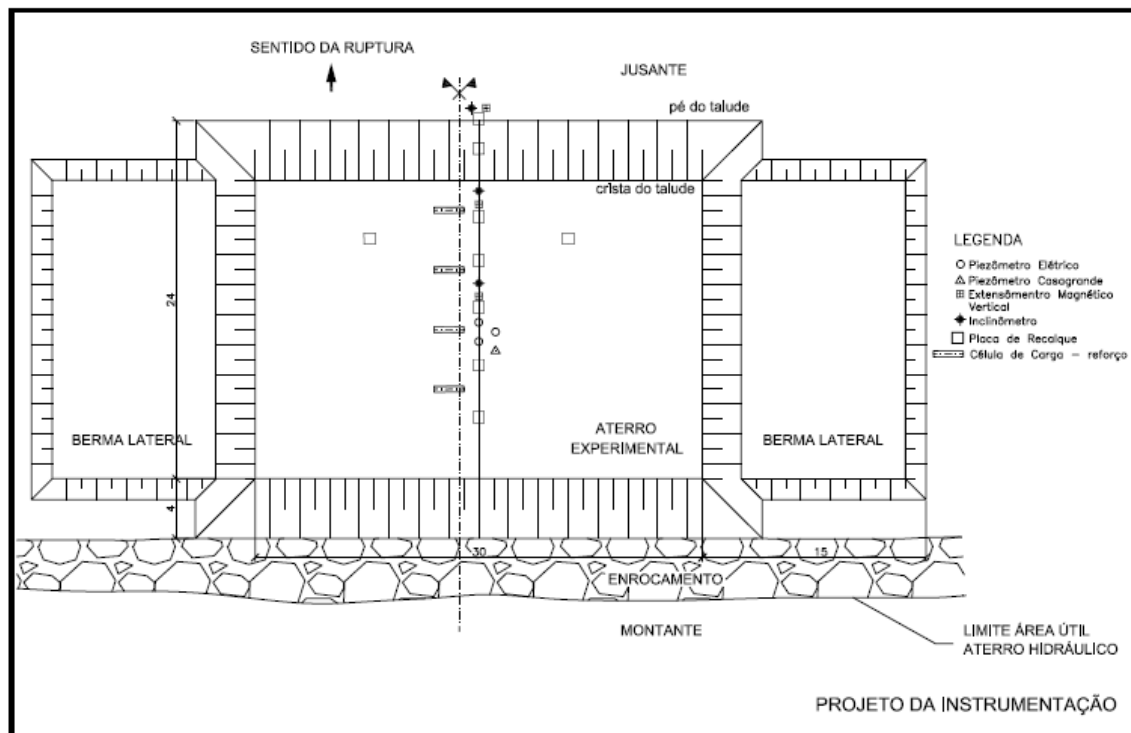 SENTIDO DA RUPTURA
JUSANTE
pé do talude
crista do talude
LEGENDA
Piezômetro Elétrico
Piezômetro Casagrande
Extensômentro Magnético
Vertical
Inclinômetro
Placa de Recalque
Célula de Carga - reforço
24
BERMA LATERAL
ATERRO
EXPERIMENTAL
BERMA LATERAL
4
30
15
ENROCAMENTO
MONTANTE
LIMITE ÁREA ÚTIL
ATERRO HIDRÁULICO
PROJETO DA INSTRUMENTAÇÃO